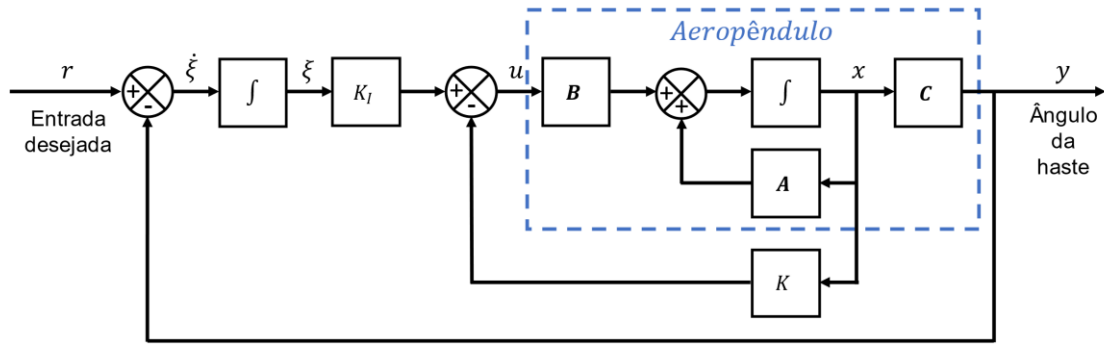 Aeropêndulo
r
ξ̇
∫
ξ
K_I
u
B
∫
x
C
y
+
-
+
-
+
+
Entrada
desejada
Ângulo
da
haste
A
K